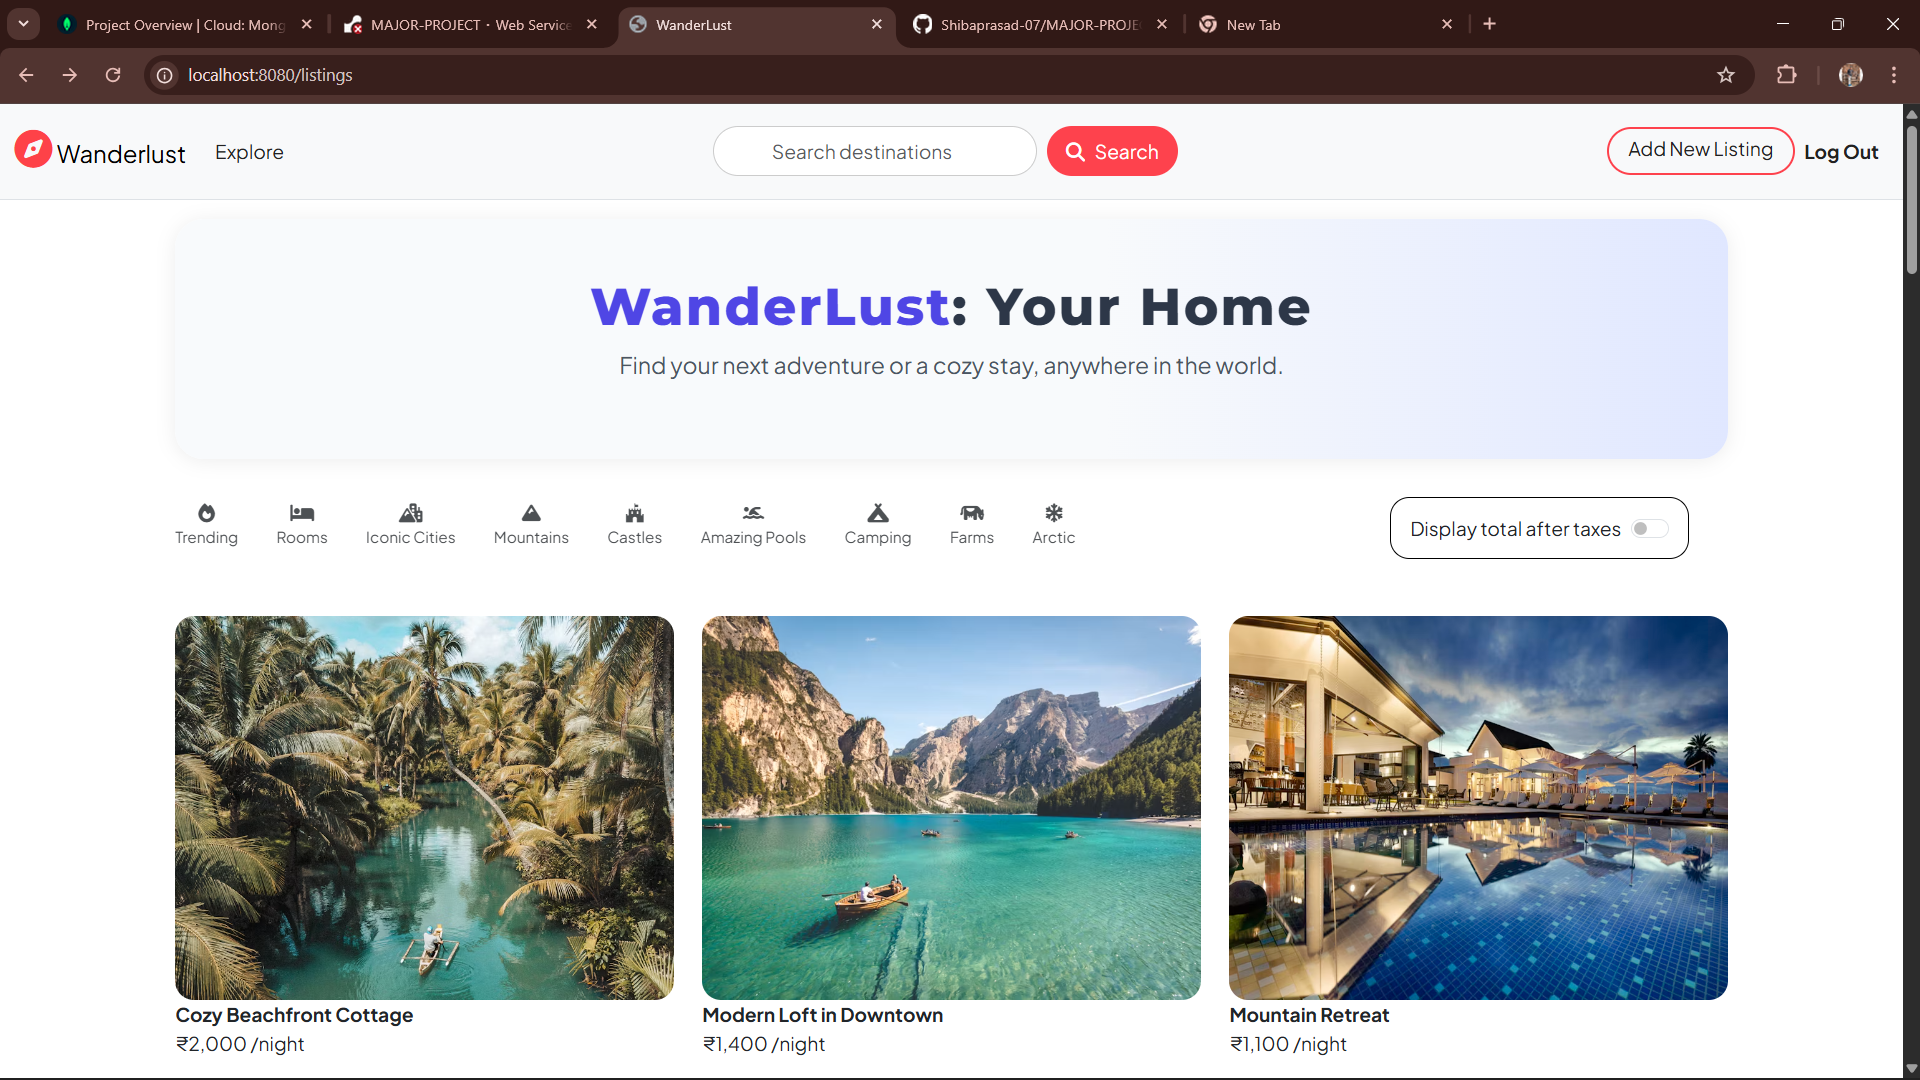 Project Overview | Cloud: Mong
MAJOR-PROJECT · Web Service
WanderLust
Shibaprasad-07/MAJOR-PROJE
New Tab
localhost:8080/listings
Wanderlust
Explore
Search destinations
Search
Add New Listing
Log Out
WanderLust: Your Home
Find your next adventure or a cozy stay, anywhere in the world.
Trending
Rooms
Iconic Cities
Mountains
Castles
Amazing Pools
Camping
Farms
Arctic
Display total after taxes
Cozy Beachfront Cottage
₹2,000 /night
Modern Loft in Downtown
₹1,400 /night
Mountain Retreat
₹1,100 /night